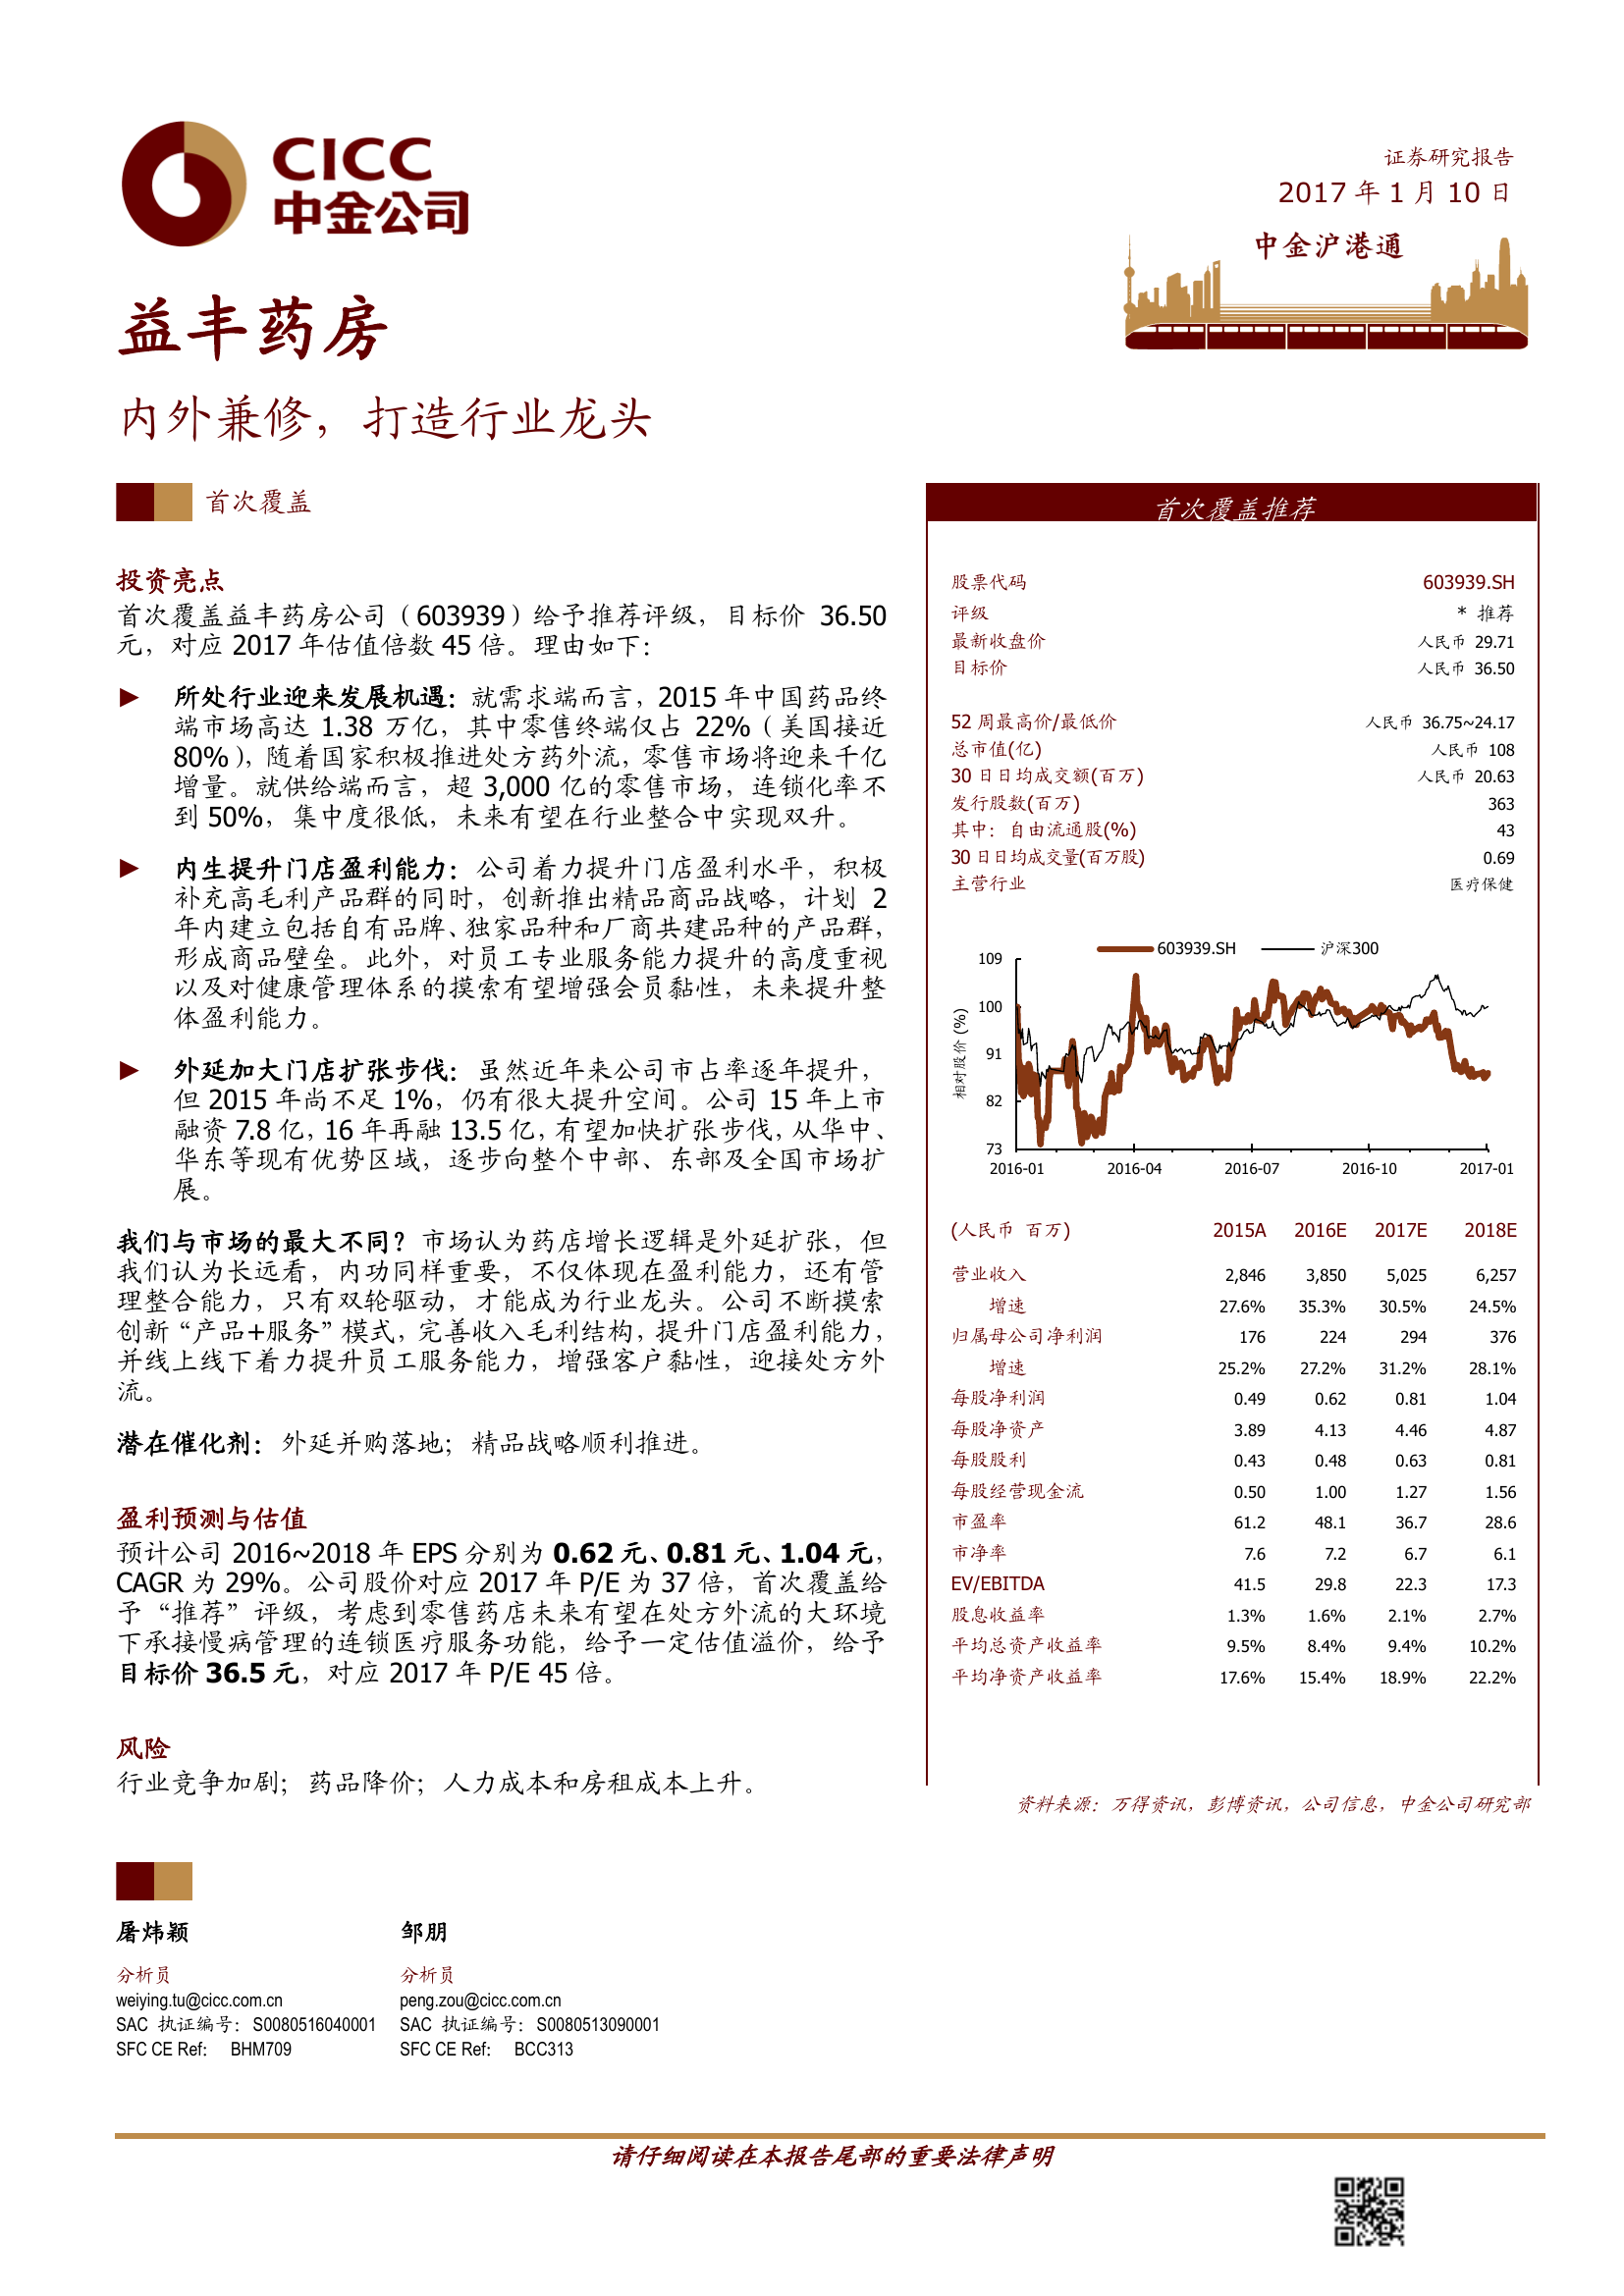 CICC
中金公司
证券研究报告
2017 年 1 月 10 日
中金沪港通
益丰药房
内外兼修，打造行业龙头
首次覆盖
投资亮点
首次覆盖益丰药房公司（603939）给予推荐评级，目标价 36.50
元，对应 2017 年估值倍数 45 倍。理由如下：
► 所处行业迎来发展机遇：就需求端而言，2015 年中国药品终
端市场高达 1.38 万亿，其中零售终端仅占 22%（美国接近
80%），随着国家积极推进处方药外流，零售市场将迎来千亿
增量。就供给端而言，超 3,000 亿的零售市场，连锁化率不
到 50%，集中度很低，未来有望在行业整合中实现双升。
► 内生提升门店盈利能力：公司着力提升门店盈利水平，积极
补充高毛利产品群的同时，创新推出精品商品战略，计划 2
年内建立包括自有品牌、独家品种和厂商共建品种的产品群，
形成商品壁垒。此外，对员工专业服务能力提升的高度重视
以及对健康管理体系的摸索有望增强会员黏性，未来提升整
体盈利能力。
► 外延加大门店扩张步伐：虽然近年来公司市占率逐年提升，
但 2015 年尚不足 1%，仍有很大提升空间。公司 15 年上市
融资 7.8 亿，16 年再融 13.5 亿，有望加快扩张步伐，从华中、
华东等现有优势区域，逐步向整个中部、东部及全国市场扩
展。
我们与市场的最大不同？市场认为药店增长逻辑是外延扩张，但
我们认为长远看，内功同样重要，不仅体现在盈利能力，还有管
理整合能力，只有双轮驱动，才能成为行业龙头。公司不断摸索
创新“产品+服务”模式，完善收入毛利结构，提升门店盈利能力，
并线上线下着力提升员工服务能力，增强客户黏性，迎接处方外
流。
潜在催化剂：外延并购落地；精品战略顺利推进。
盈利预测与估值
预计公司 2016~2018 年 EPS 分别为 0.62 元、0.81 元、1.04 元，
CAGR 为 29%。公司股价对应 2017 年 P/E 为 37 倍，首次覆盖给
予“推荐”评级，考虑到零售药店未来有望在处方外流的大环境
下承接慢病管理的连锁医疗服务功能，给予一定估值溢价，给予
目标价 36.5 元，对应 2017 年 P/E 45 倍。
风险
行业竞争加剧；药品降价；人力成本和房租成本上升。
首次覆盖推荐
股票代码 603939.SH
评级 * 推荐
最新收盘价 人民币 29.71
目标价 人民币 36.50
52 周最高价/最低价 人民币 36.75~24.17
总市值(亿) 人民币 108
30 日日均成交额(百万) 人民币 20.63
发行股数(百万) 363
其中：自由流通股(%) 43
30 日日均成交量(百万股) 0.69
主营行业 医疗保健
603939.SH 沪深300
相对股价 (%)
109
100
91
82
73
2016-01 2016-04 2016-07 2016-10 2017-01
(人民币 百万) 2015A 2016E 2017E 2018E
营业收入 2,846 3,850 5,025 6,257
增速 27.6% 35.3% 30.5% 24.5%
归属母公司净利润 176 224 294 376
增速 25.2% 27.2% 31.2% 28.1%
每股净利润 0.49 0.62 0.81 1.04
每股净资产 3.89 4.13 4.46 4.87
每股股利 0.43 0.48 0.63 0.81
每股经营现金流 0.50 1.00 1.27 1.56
市盈率 61.2 48.1 36.7 28.6
市净率 7.6 7.2 6.7 6.1
EV/EBITDA 41.5 29.8 22.3 17.3
股息收益率 1.3% 1.6% 2.1% 2.7%
平均总资产收益率 9.5% 8.4% 9.4% 10.2%
平均净资产收益率 17.6% 15.4% 18.9% 22.2%
资料来源：万得资讯，彭博资讯，公司信息，中金公司研究部
屠炜颖
分析员
weiying.tu@cicc.com.cn
SAC 执证编号：S0080516040001
SFC CE Ref: BHM709
邹朋
分析员
peng.zou@cicc.com.cn
SAC 执证编号：S0080513090001
SFC CE Ref: BCC313
请仔细阅读在本报告尾部的重要法律声明